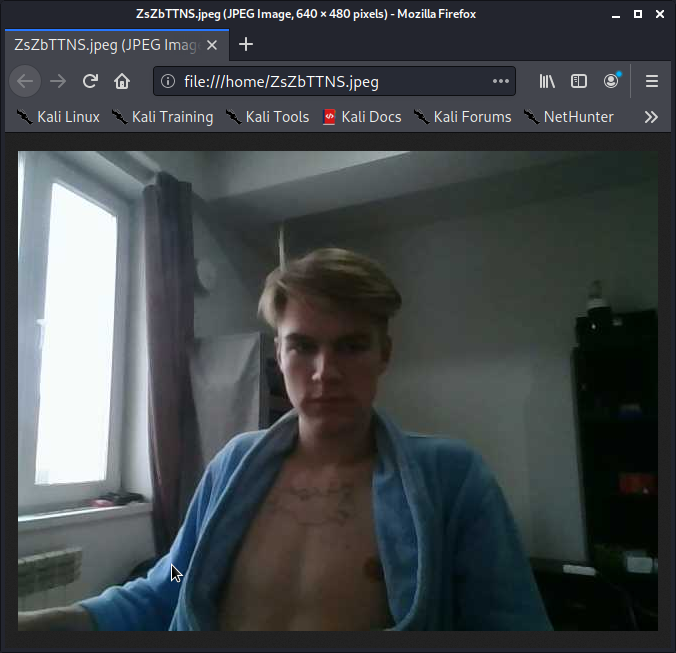 ZsZbTTNS.jpeg (JPEG Image, 640 × 480 pixels) - Mozilla Firefox
ZsZbTTNS.jpeg (JPEG Imag
file:///home/ZsZbTTNS.jpeg
Kali Linux Kali Training Kali Tools Kali Docs Kali Forums NetHunter